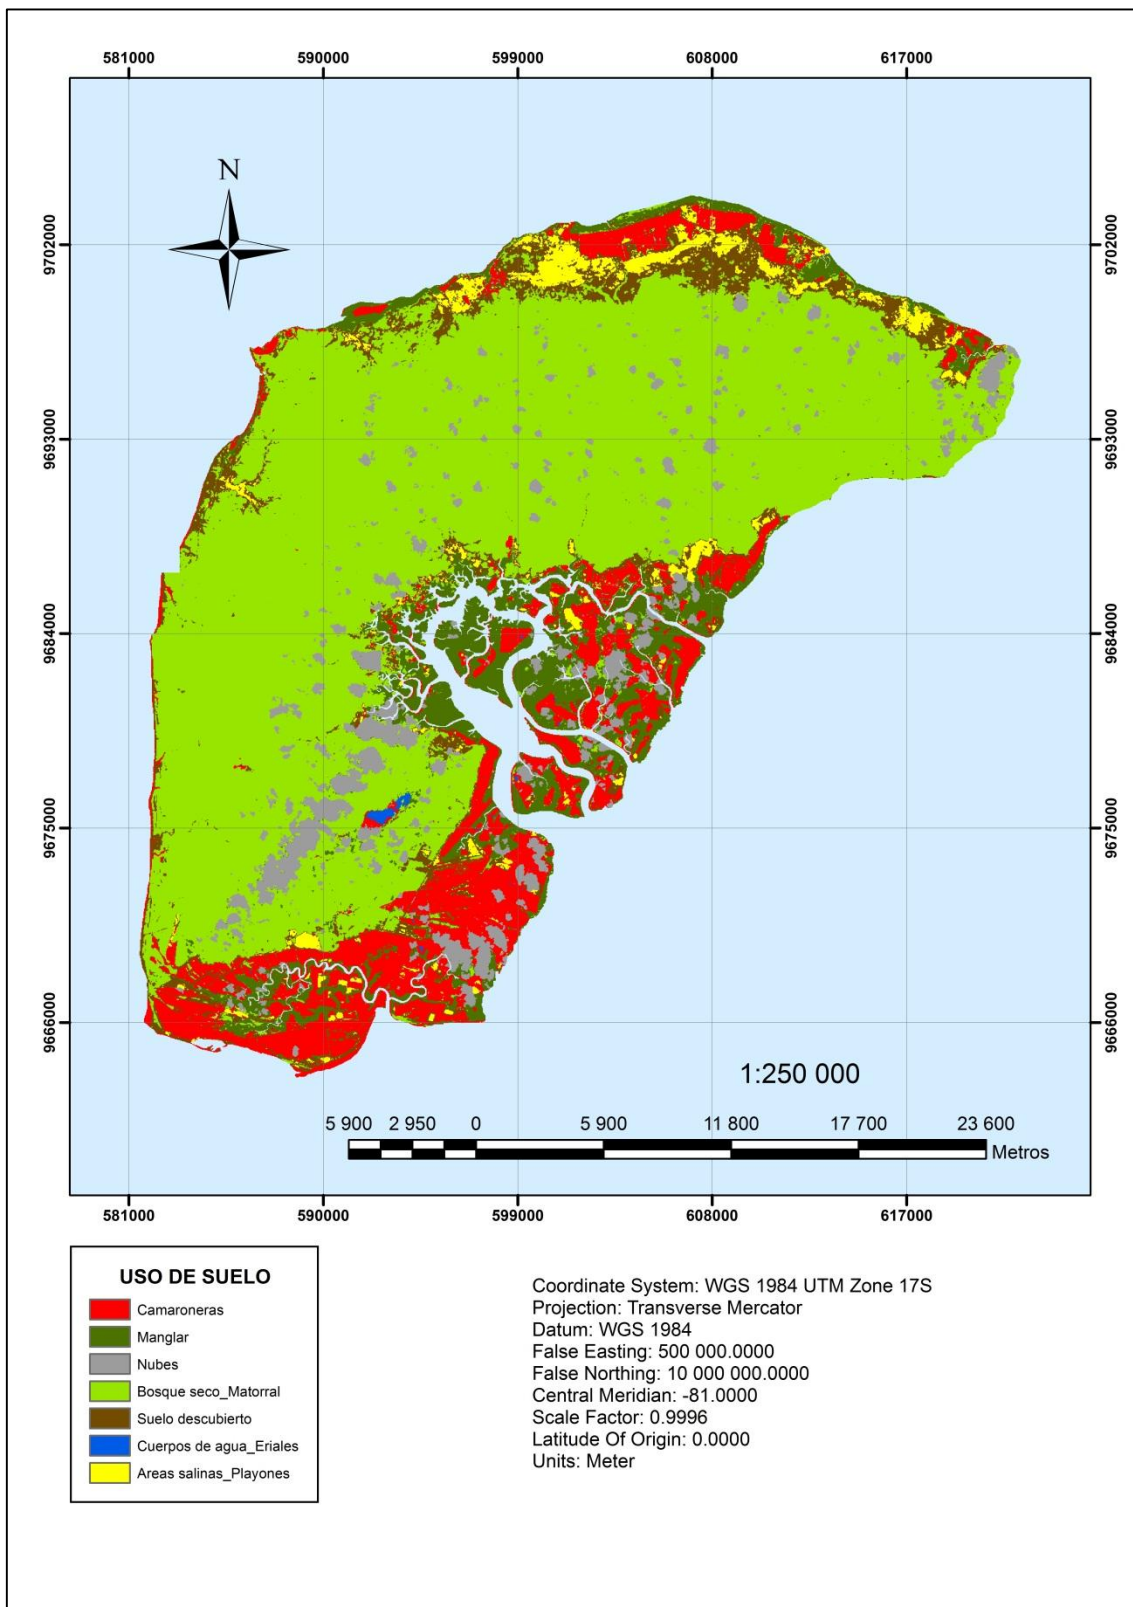 581000 590000 599000 608000 617000
N
9702000 9702000
9693000 9693000
9684000 9684000
9675000 9675000
9666000 9666000
1:250 000
5 900 2 950 0 5 900 11 800 17 700 23 600
Metros
581000 590000 599000 608000 617000
USO DE SUELO
Camaroneras
Manglar
Nubes
Bosque seco_Matorral
Suelo descubierto
Cuerpos de agua_Eriales
Areas salinas_Playones
Coordinate System: WGS 1984 UTM Zone 17S
Projection: Transverse Mercator
Datum: WGS 1984
False Easting: 500 000.0000
False Northing: 10 000 000.0000
Central Meridian: -81.0000
Scale Factor: 0.9996
Latitude Of Origin: 0.0000
Units: Meter